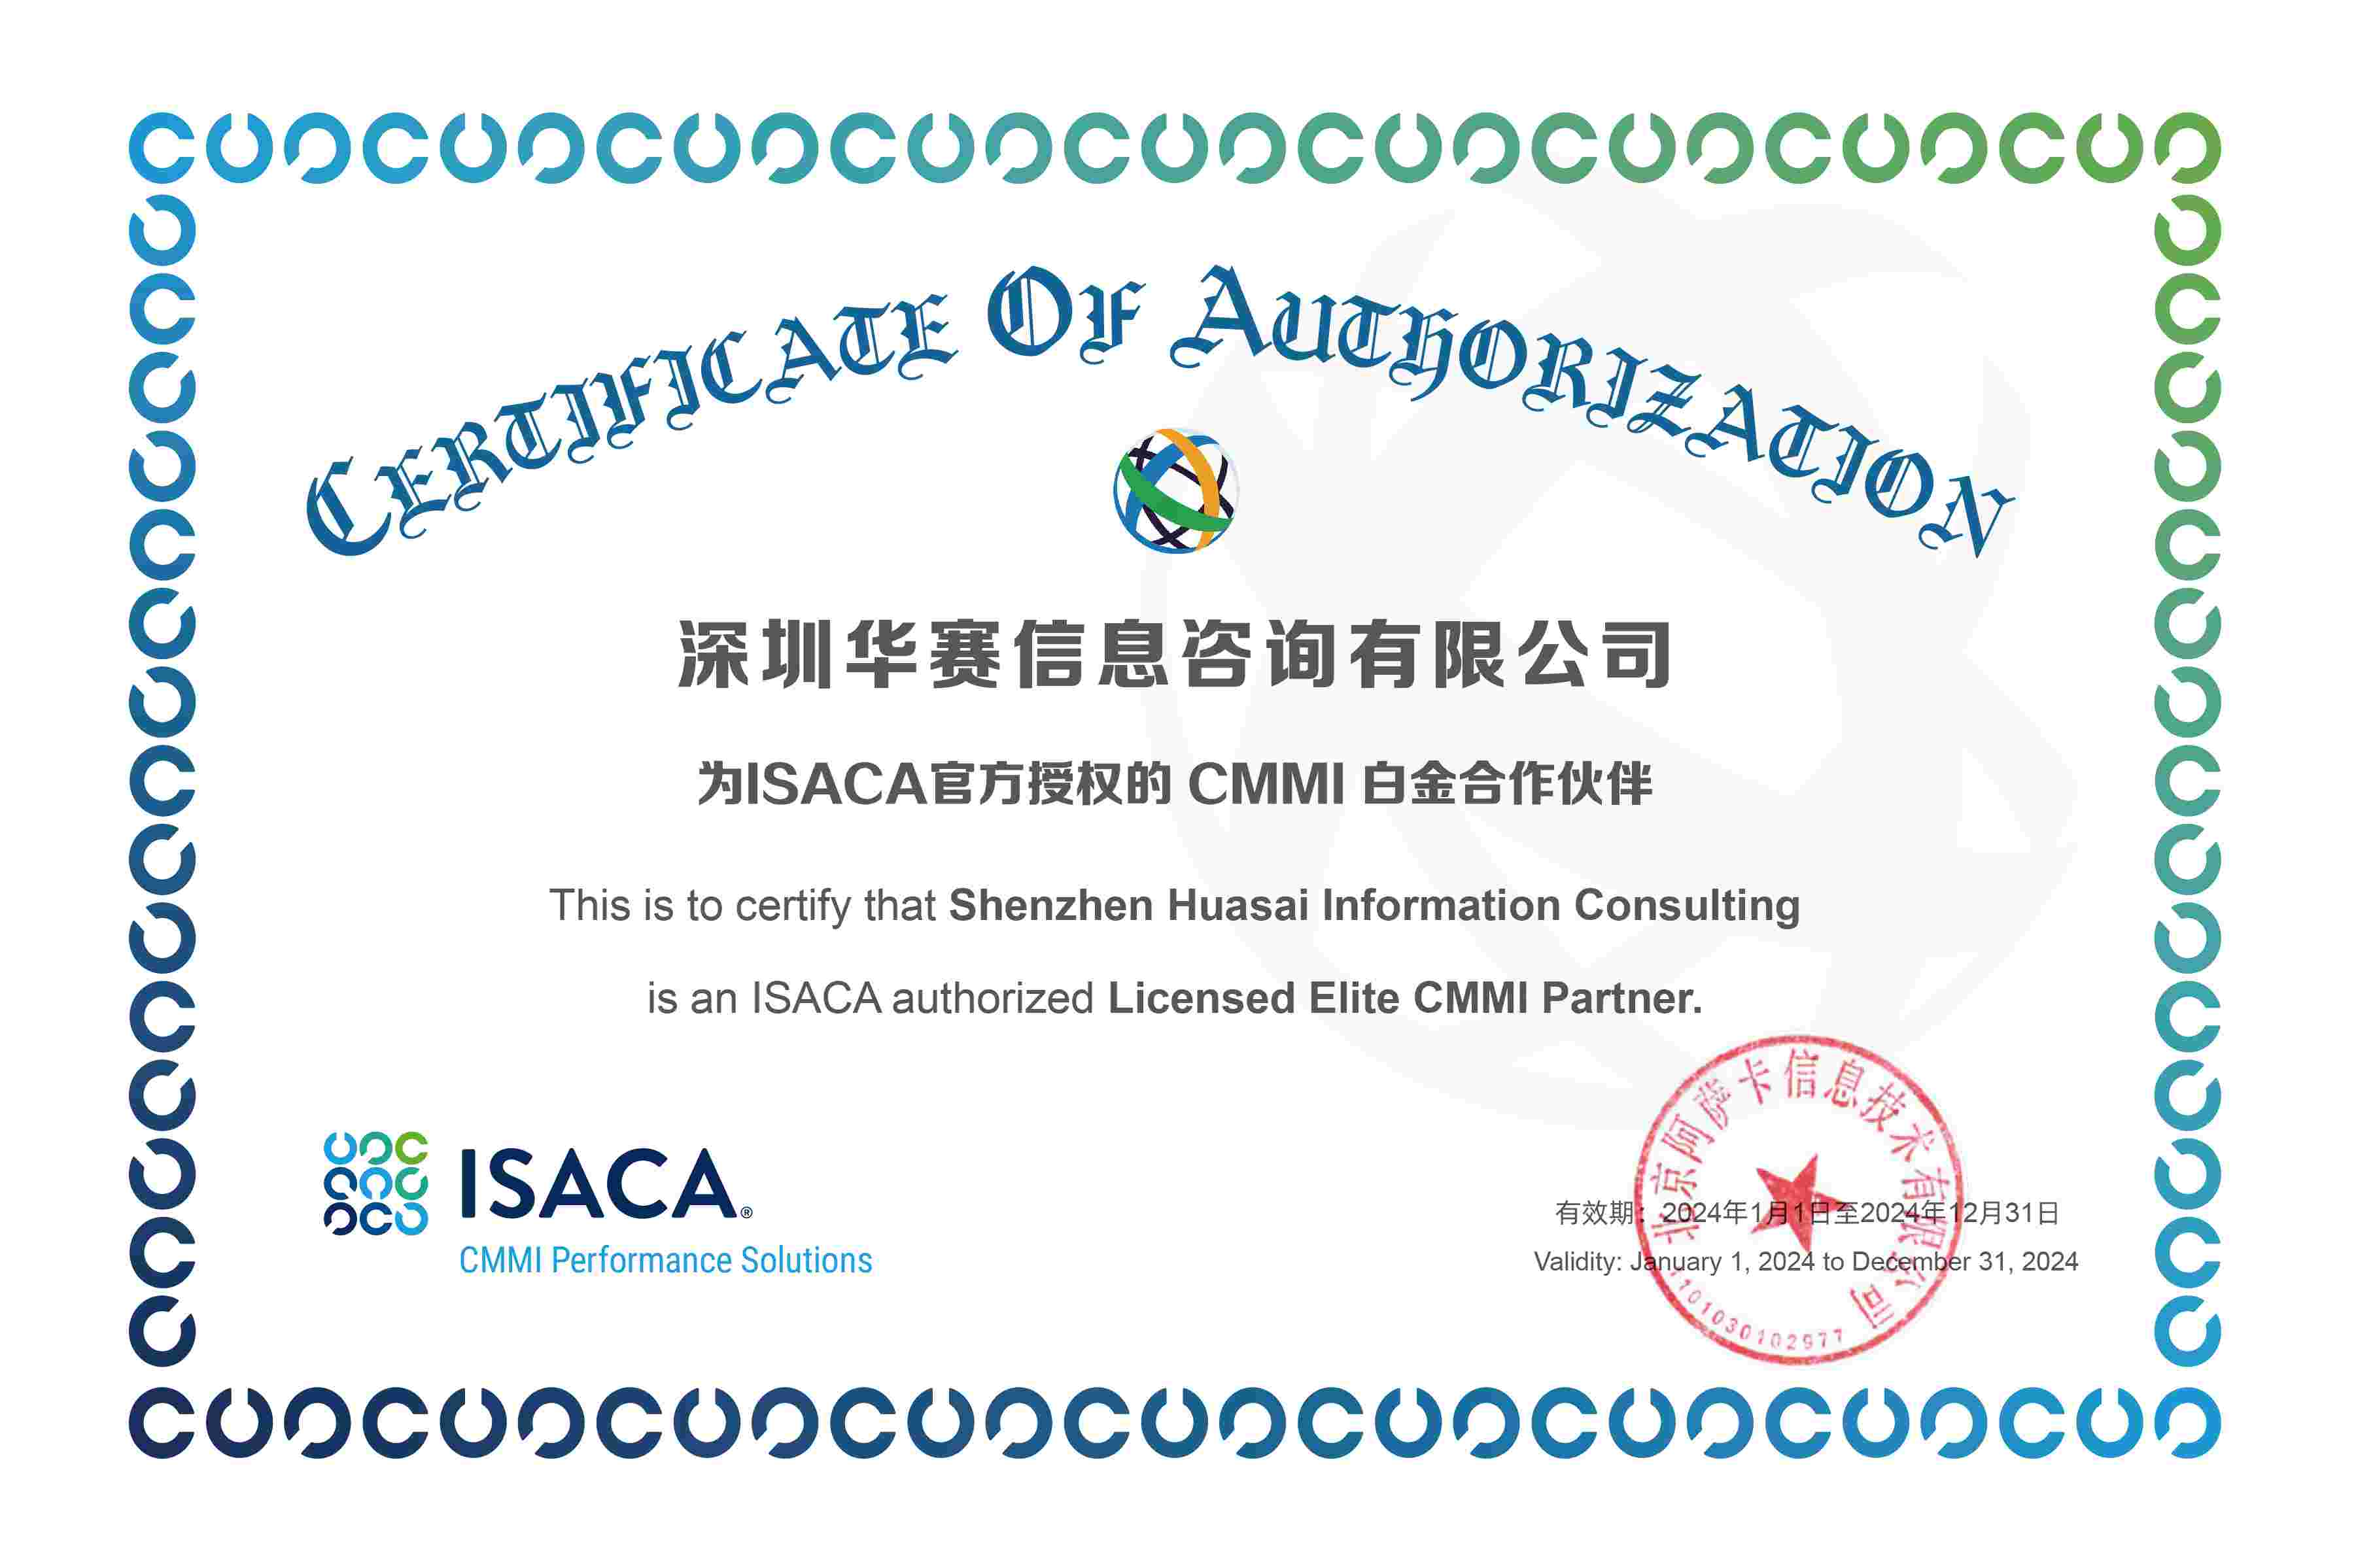 CERTIFICATE OF AUTHORIZATION
深圳华赛信息咨询有限公司
为ISACA官方授权的 CMMI 白金合作伙伴
This is to certify that Shenzhen Huasai Information Consulting
is an ISACA authorized Licensed Elite CMMI Partner.
ISACA®
CMMI Performance Solutions
北京阿萨卡信息技术有限公司
1101030102977
有效期：2024年1月1日至2024年12月31日
Validity: January 1, 2024 to December 31, 2024